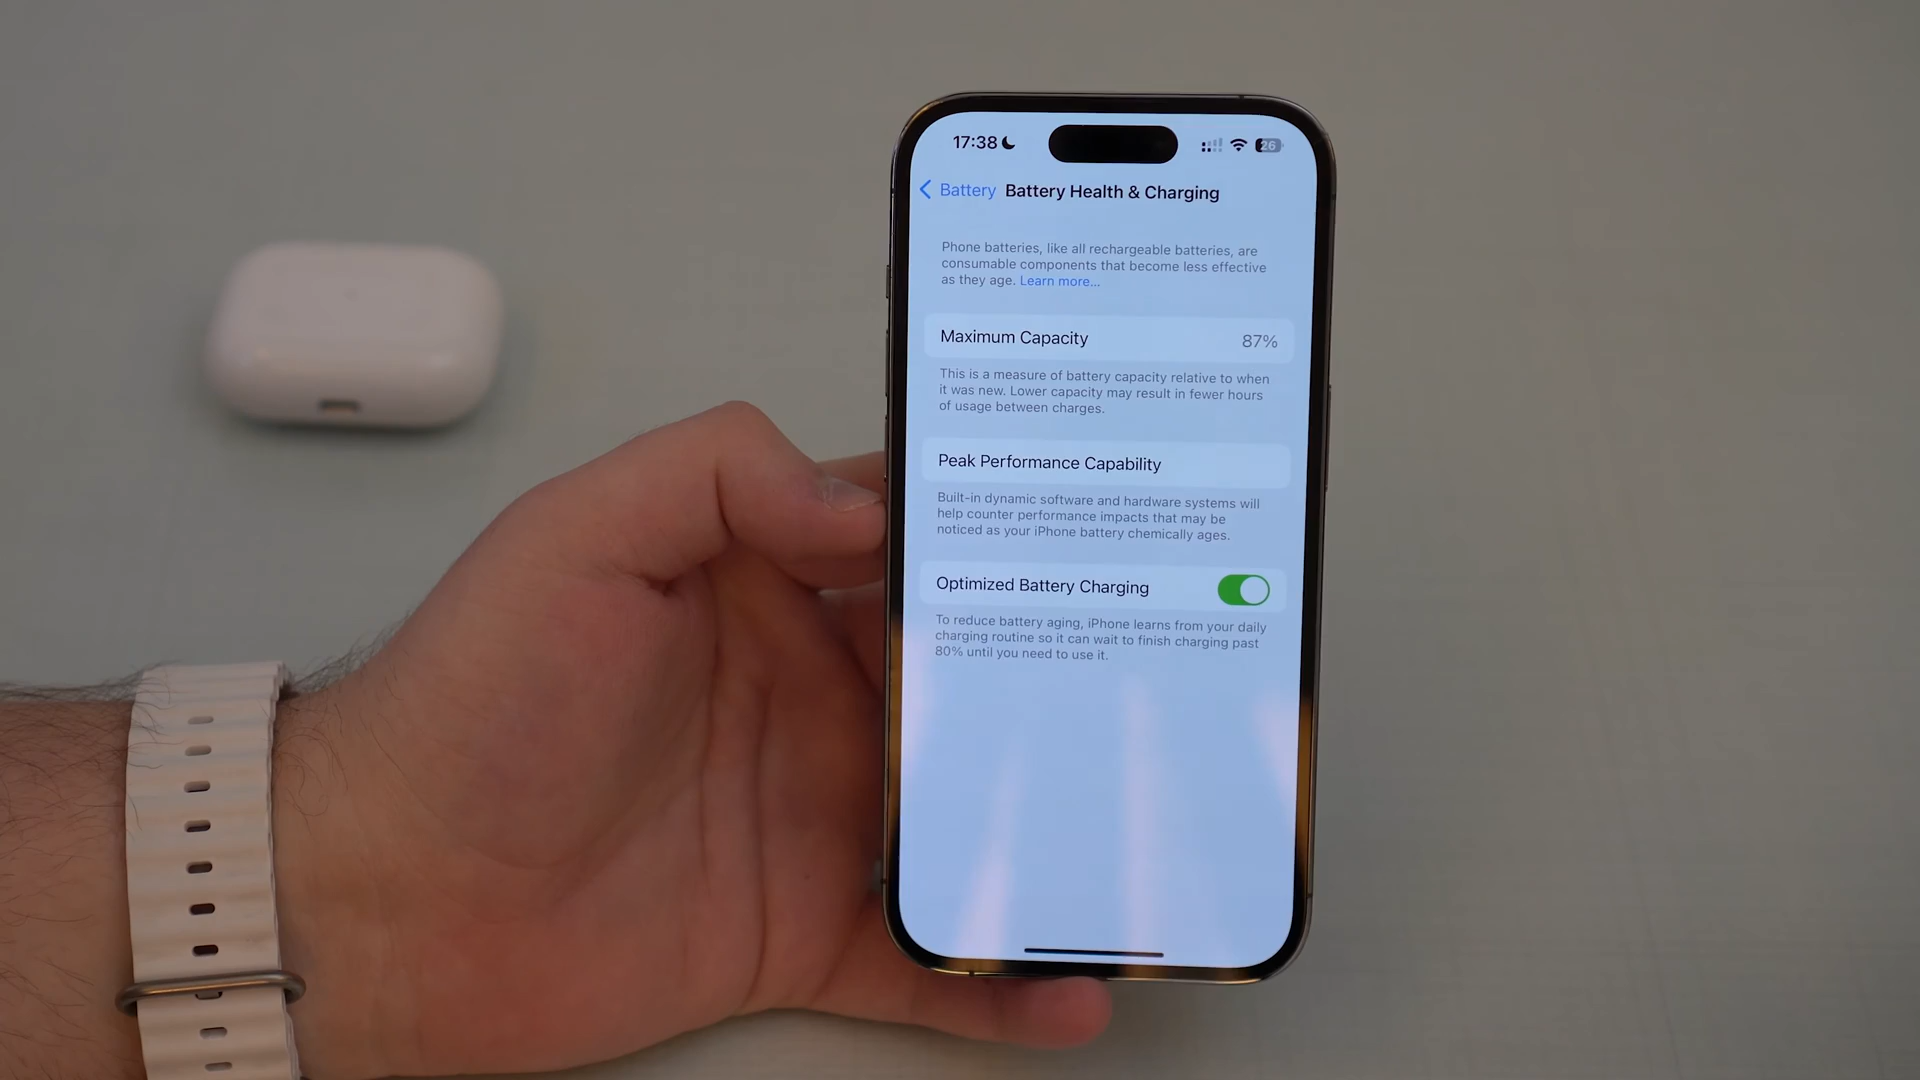 17:38
26
Battery Battery Health & Charging
Phone batteries, like all rechargeable batteries, are
consumable components that become less effective
as they age. Learn more...
Maximum Capacity 87%
This is a measure of battery capacity relative to when
it was new. Lower capacity may result in fewer hours
of usage between charges.
Peak Performance Capability
Built-in dynamic software and hardware systems will
help counter performance impacts that may be
noticed as your iPhone battery chemically ages.
Optimized Battery Charging
To reduce battery aging, iPhone learns from your daily
charging routine so it can wait to finish charging past
80% until you need to use it.